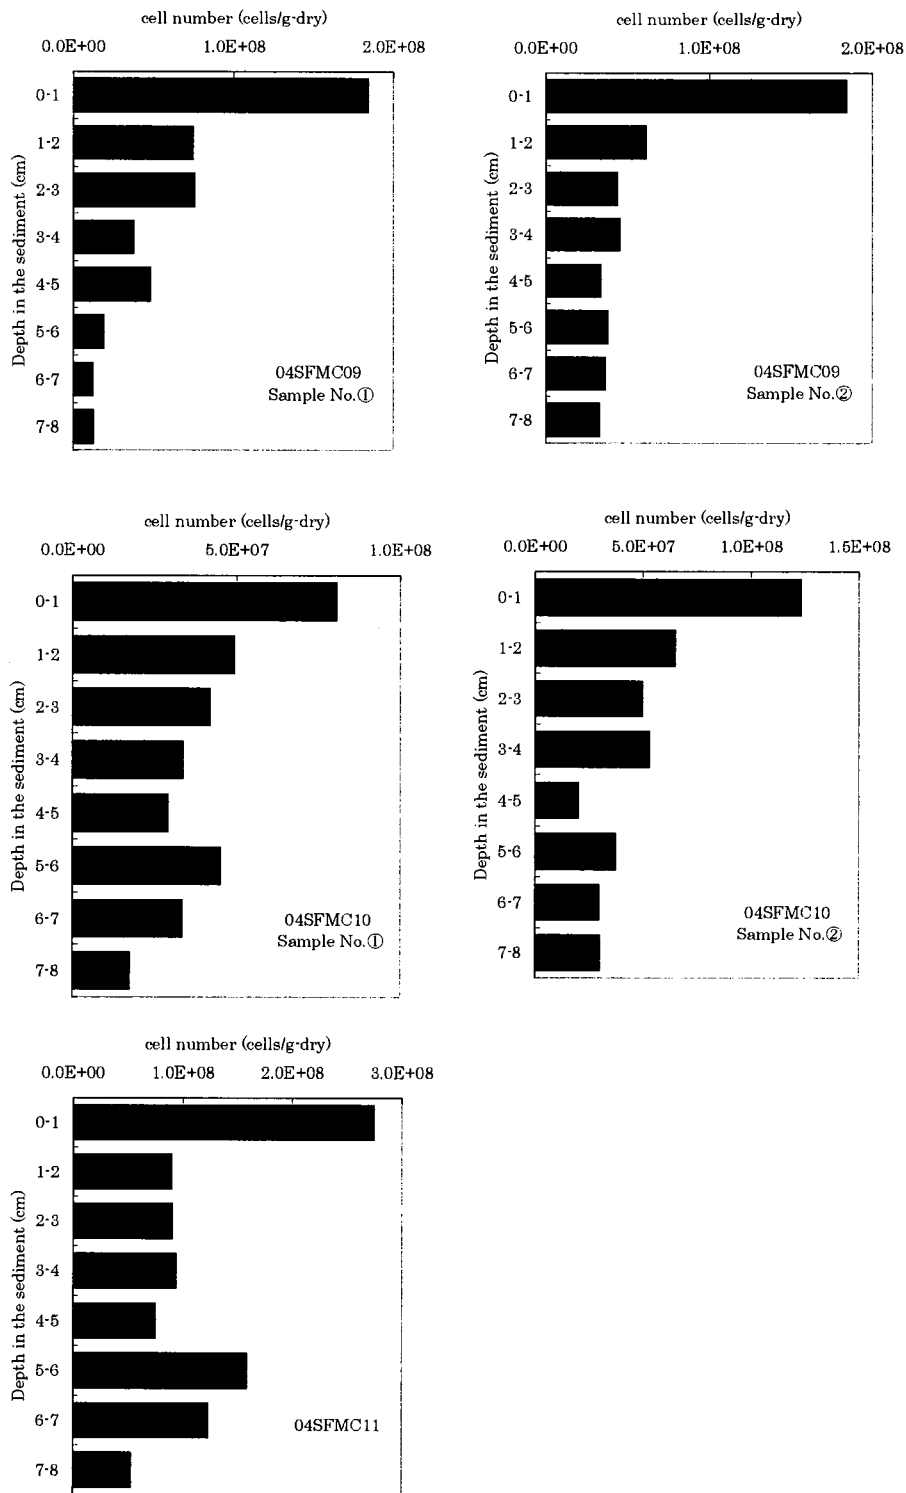 cell number (cells/g-dry)
0.0E+00 1.0E+08 2.0E+08
Depth in the sediment (cm)
0-1
1-2
2-3
3-4
4-5
5-6
6-7
7-8
04SFMC09
Sample No.①
cell number (cells/g-dry)
0.0E+00 1.0E+08 2.0E+08
Depth in the sediment (cm)
0-1
1-2
2-3
3-4
4-5
5-6
6-7
7-8
04SFMC09
Sample No.②
cell number (cells/g-dry)
0.0E+00 5.0E+07 1.0E+08
Depth in the sediment (cm)
0-1
1-2
2-3
3-4
4-5
5-6
6-7
7-8
04SFMC10
Sample No.①
cell number (cells/g-dry)
0.0E+00 5.0E+07 1.0E+08 1.5E+08
Depth in the sediment (cm)
0-1
1-2
2-3
3-4
4-5
5-6
6-7
7-8
04SFMC10
Sample No.②
cell number (cells/g-dry)
0.0E+00 1.0E+08 2.0E+08 3.0E+08
Depth in the sediment (cm)
0-1
1-2
2-3
3-4
4-5
5-6
6-7
7-8
04SFMC11